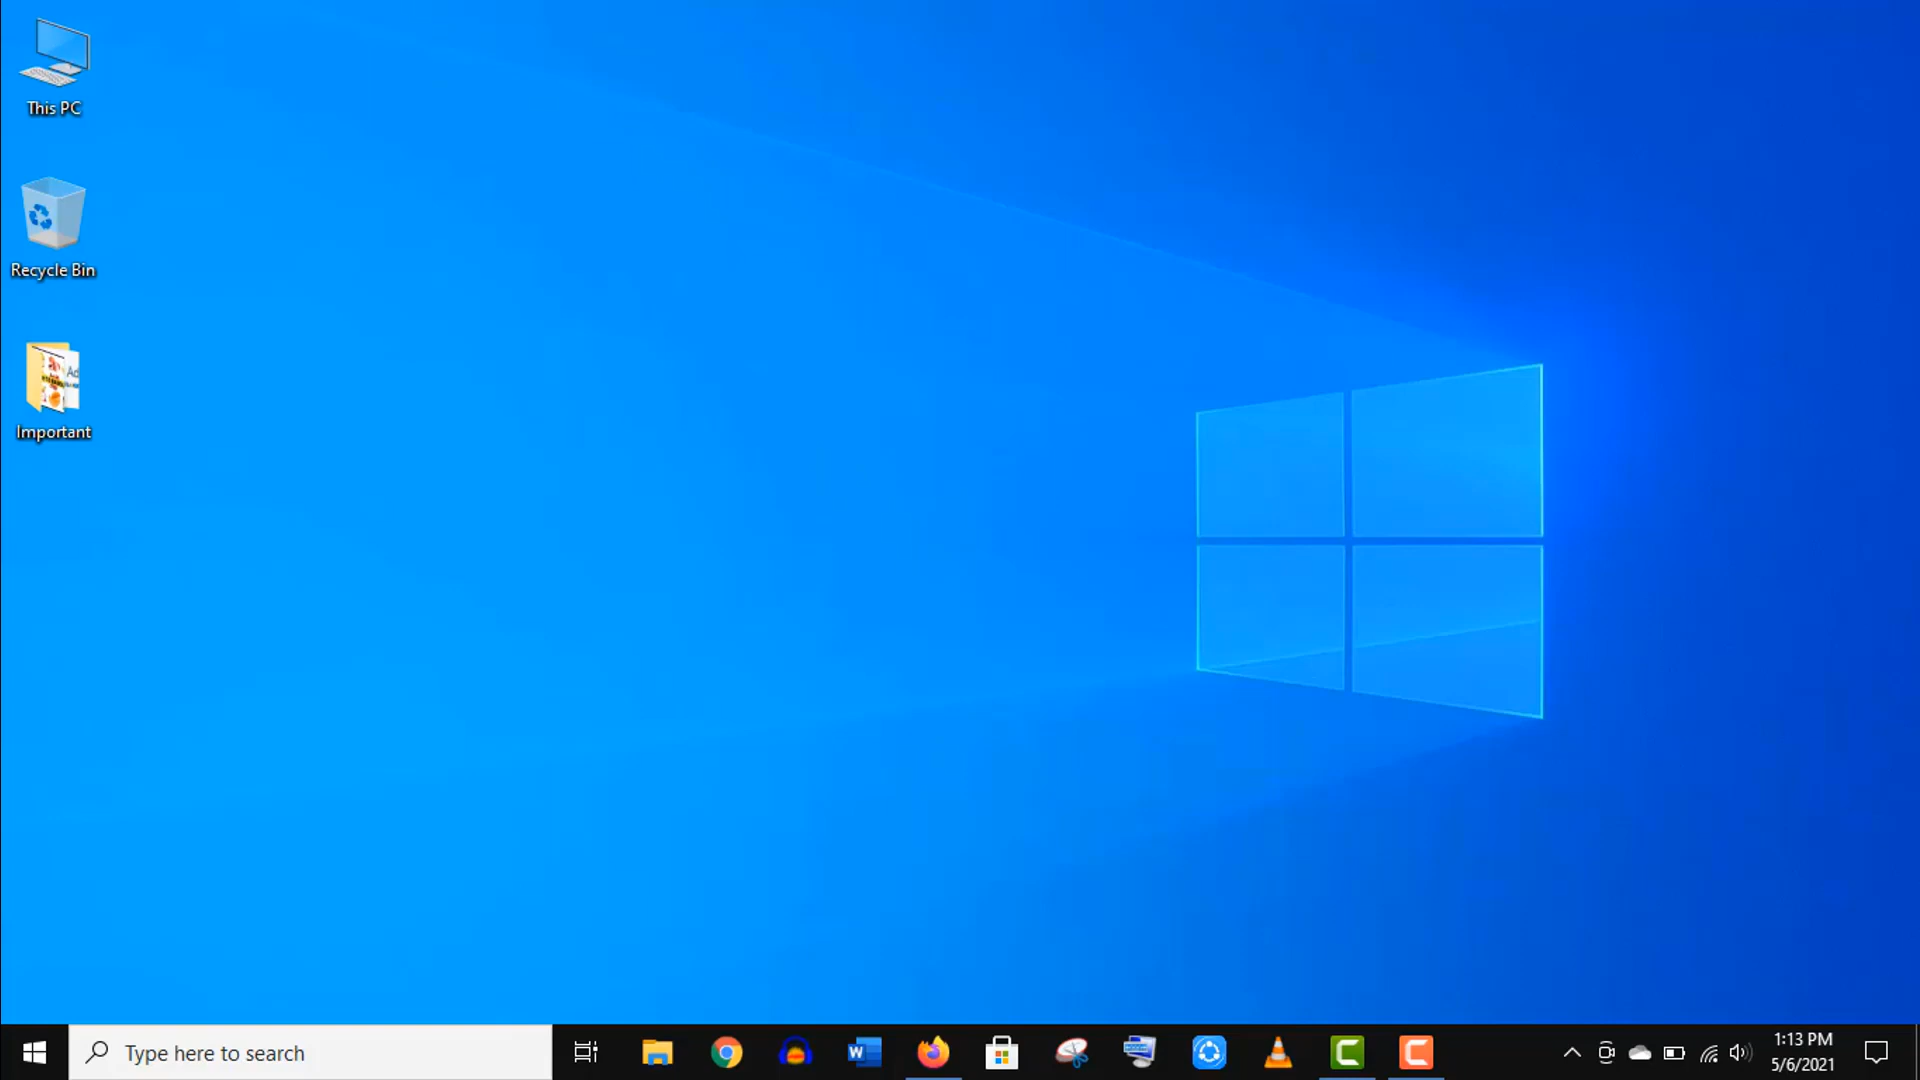 This PC
Recycle Bin
Important
Type here to search
1:13 PM
5/6/2021